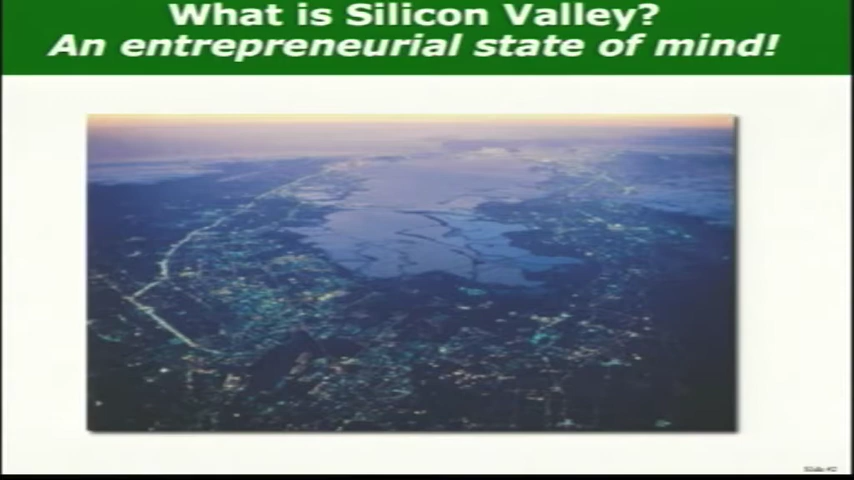 What is Silicon Valley?
An entrepreneurial state of mind!